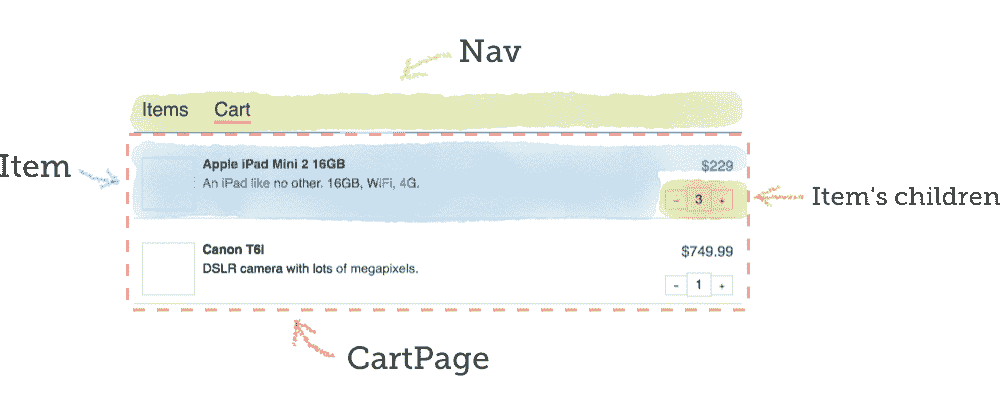 Nav
Items Cart
Item
Apple iPad Mini 2 16GB
$229
An iPad like no other. 16GB, WiFi, 4G.
- 3 +
Item's children
Canon T6i
$749.99
DSLR camera with lots of megapixels.
- 1 +
CartPage